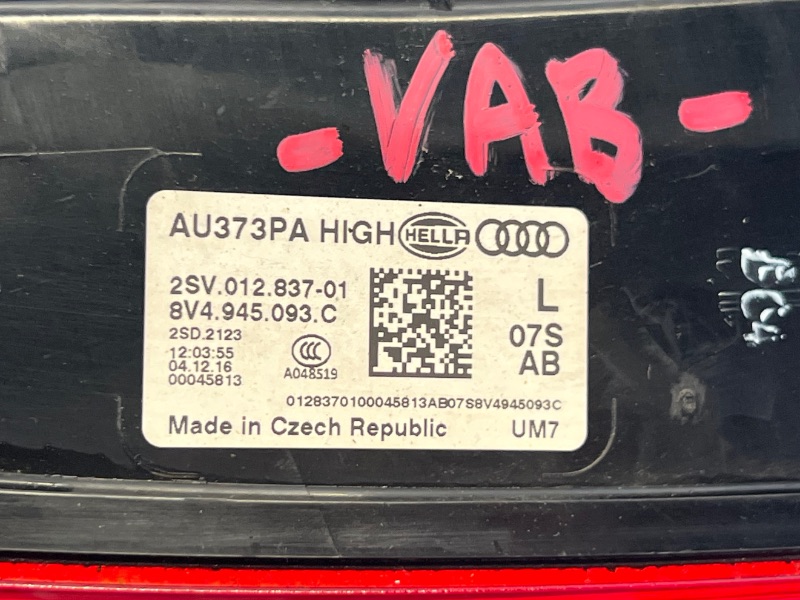 -VAB-
AU373PA HIGH HELLA
2SV.012.837-01
8V4.945.093.C
2SD.2123
12:03:55
04.12.16
00045813
CCC
A048519
L
07S
AB
0128370100045813AB07S8V4945093C
Made in Czech Republic UM7